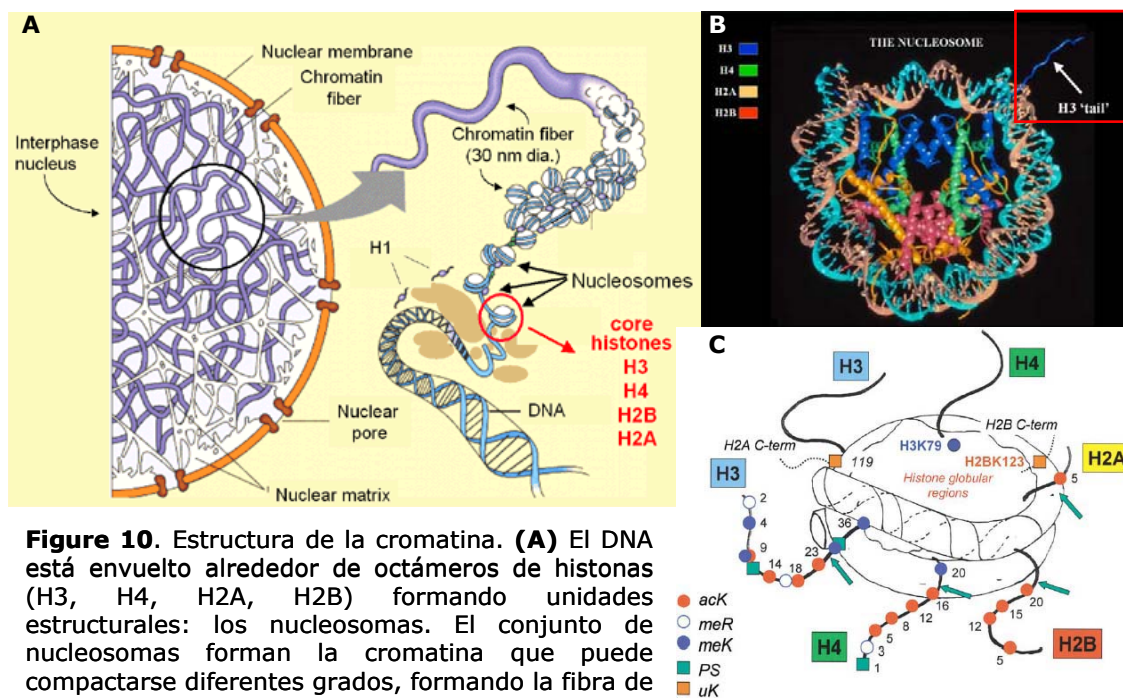 A
Nuclear membrane
Chromatin
fiber
Interphase
nucleus
Chromatin fiber
(30 nm dia.)
H1
Nucleosomes
core
histones
H3
H4
H2B
H2A
DNA
Nuclear
pore
Nuclear matrix
B
THE NUCLEOSOME
H3
H4
H2A
H2B
H3 'tail'
C
H3
H4
H2A C-term
H2B C-term
H3K79
H2BK123
119
Histone globular
regions
H2A
5
H3
2
4
9
14
18
23
36
20
16
12
8
5
3
1
H4
20
15
12
5
H2B
acK
meR
meK
PS
uK
Figure 10. Estructura de la cromatina. (A) El DNA
está envuelto alrededor de octámeros de histonas
(H3, H4, H2A, H2B) formando unidades
estructurales: los nucleosomas. El conjunto de
nucleosomas forman la cromatina que puede
compactarse diferentes grados, formando la fibra de